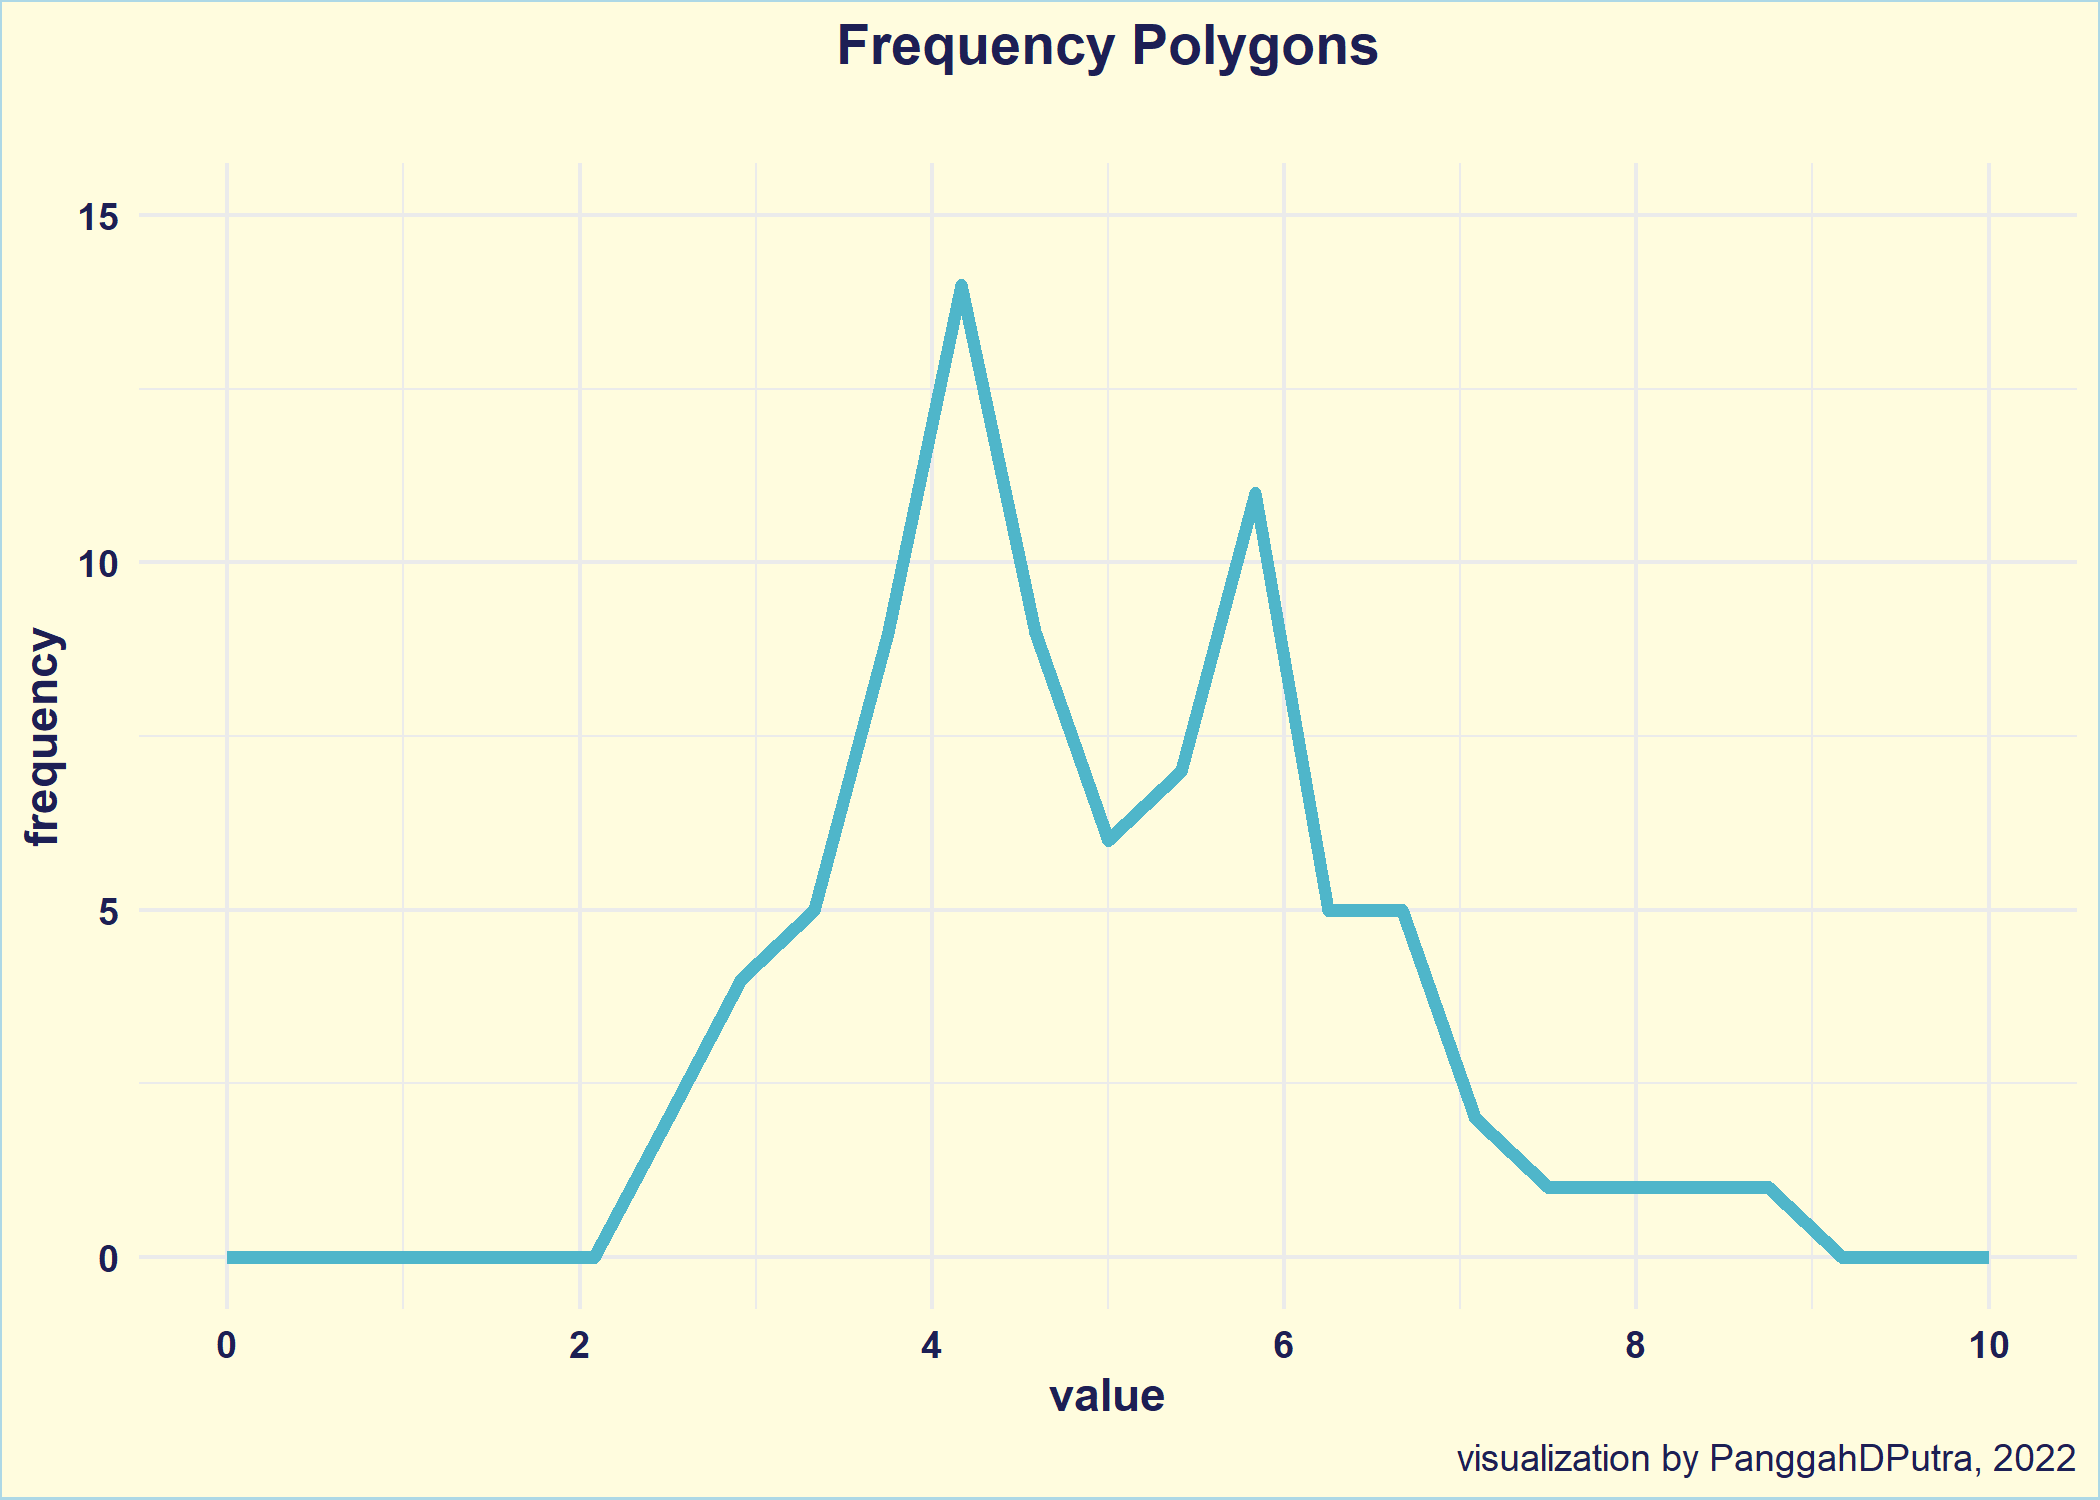 Frequency Polygons
15
10
5
0
frequency
0 2 4 6 8 10
value
visualization by PanggahDPutra, 2022